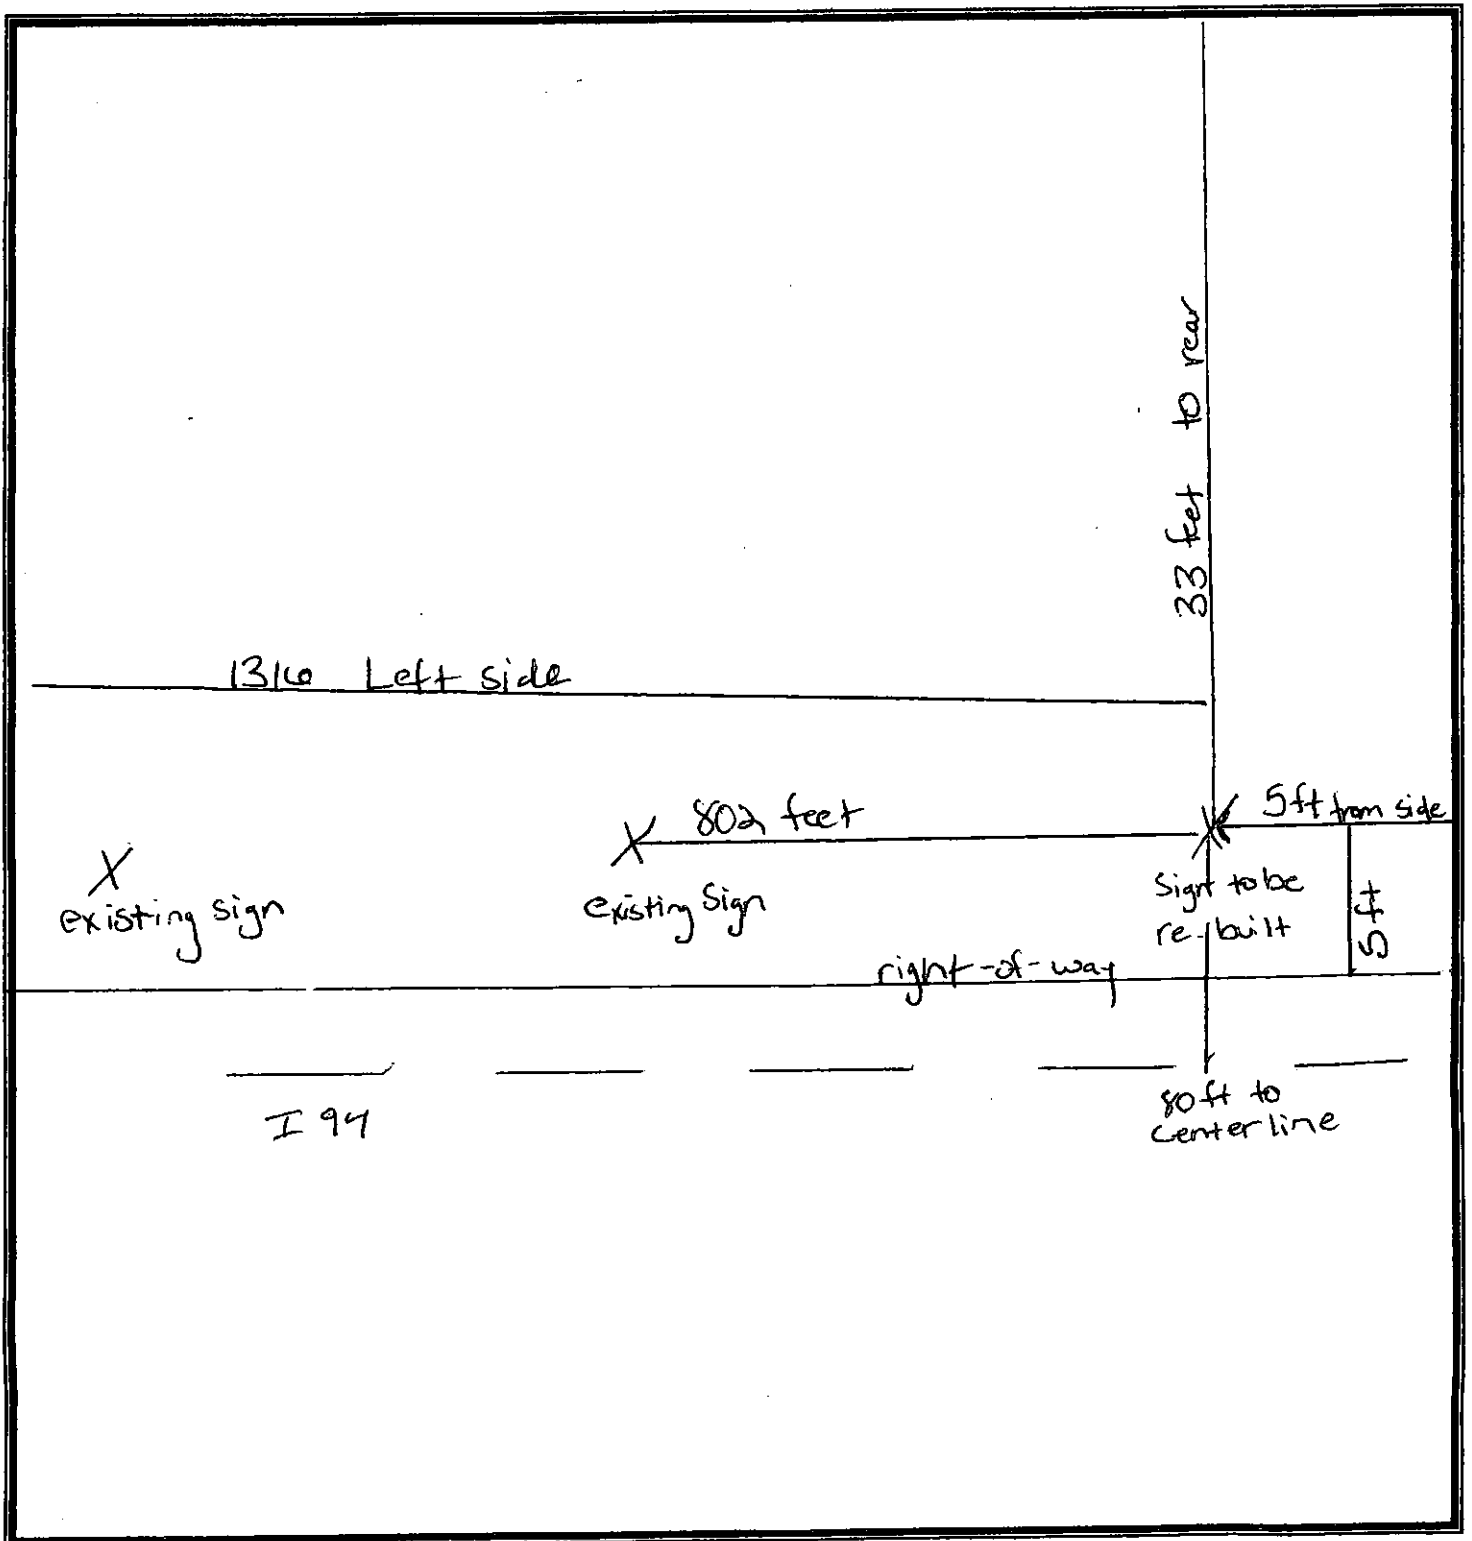 33 feet to rear
1316 Left side
802 feet
5ft from side
existing sign
existing sign
Sign to be
re-built
5 ft
right-of-way
I 94
80ft to
centerline